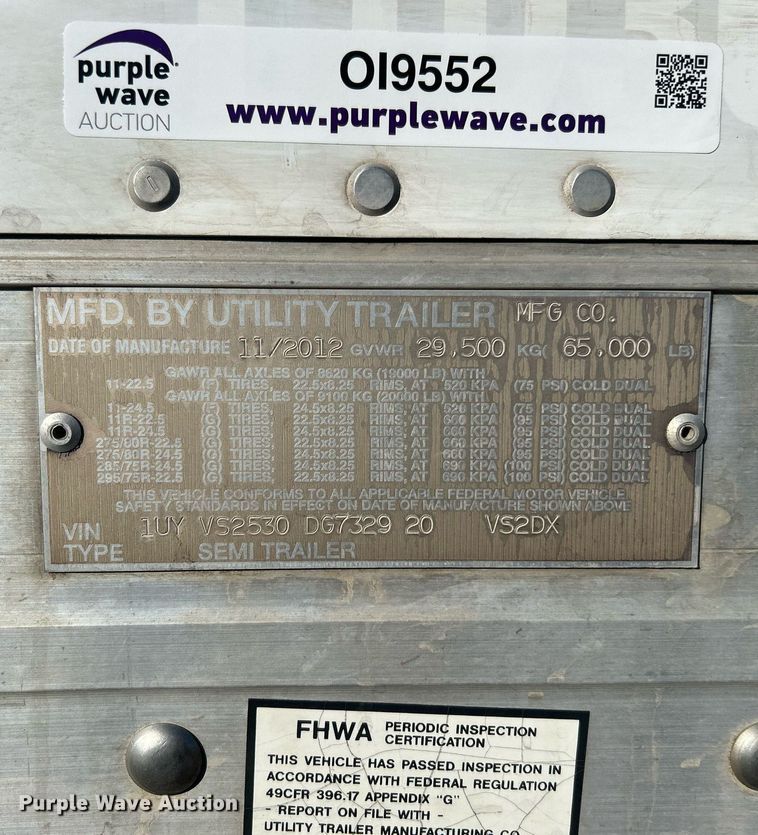 purple
wave
AUCTION
OI9552
www.purplewave.com
MFD. BY UTILITY TRAILER MFG CO.
DATE OF MANUFACTURE 11/2012 GVWR 29,500 KG( 65,000 LB)
GAWR ALL AXLES OF 8620 KG (19000 LB) WITH
11-22.5 (F) TIRES, 22.5x8.25 RIMS, AT 520 KPA (75 PSI) COLD DUAL
GAWR ALL AXLES OF 9100 KG (20000 LB) WITH
11-24.5 (F) TIRES, 24.5x8.25 RIMS, AT 520 KPA (75 PSI) COLD DUAL
11R-22.5 (G) TIRES, 22.5x8.25 RIMS, AT 660 KPA (95 PSI) COLD DUAL
11R-24.5 (G) TIRES, 24.5x8.25 RIMS, AT 660 KPA (95 PSI) COLD DUAL
275/80R-22.5 (G) TIRES, 22.5x8.25 RIMS, AT 660 KPA (95 PSI) COLD DUAL
275/80R-24.5 (G) TIRES, 24.5x8.25 RIMS, AT 660 KPA (95 PSI) COLD DUAL
285/75R-24.5 (G) TIRES, 24.5x8.25 RIMS, AT 690 KPA (100 PSI) COLD DUAL
295/75R-22.5 (G) TIRES, 22.5x8.25 RIMS, AT 690 KPA (100 PSI) COLD DUAL
THIS VEHICLE CONFORMS TO ALL APPLICABLE FEDERAL MOTOR VEHICLE
SAFETY STANDARDS IN EFFECT ON DATE OF MANUFACTURE SHOWN ABOVE
VIN 1UY VS2530 DG7329 20 VS2DX
TYPE SEMI TRAILER
FHWA PERIODIC INSPECTION
CERTIFICATION
THIS VEHICLE HAS PASSED INSPECTION IN
ACCORDANCE WITH FEDERAL REGULATION
49CFR 396.17 APPENDIX "G"
- REPORT ON FILE WITH -
UTILITY TRAILER MANUFACTURING CO.
Purple Wave Auction